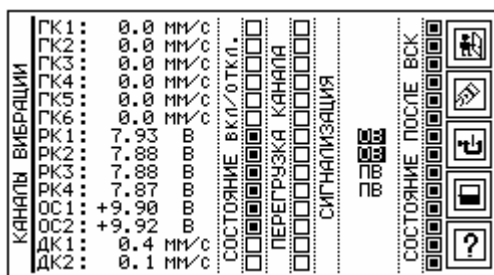 КАНАЛЫ ВИБРАЦИИ
ГК1: 0.0 ММ/С
ГК2: 0.0 ММ/С
ГК3: 0.0 ММ/С
ГК4: 0.0 ММ/С
ГК5: 0.0 ММ/С
ГК6: 0.0 ММ/С
РК1: 7.93 В
РК2: 7.88 В
РК3: 7.88 В
РК4: 7.87 В
ОС1: +9.90 В
ОС2: +9.92 В
ДК1: 0.4 ММ/С
ДК2: 0.1 ММ/С
СОСТОЯНИЕ ВКЛ/ОТКЛ.
ПЕРЕГРУЗКА КАНАЛА
СИГНАЛИЗАЦИЯ
ОВ
ОВ
ПВ
ПВ
СОСТОЯНИЕ ПОСЛЕ ВСК
?